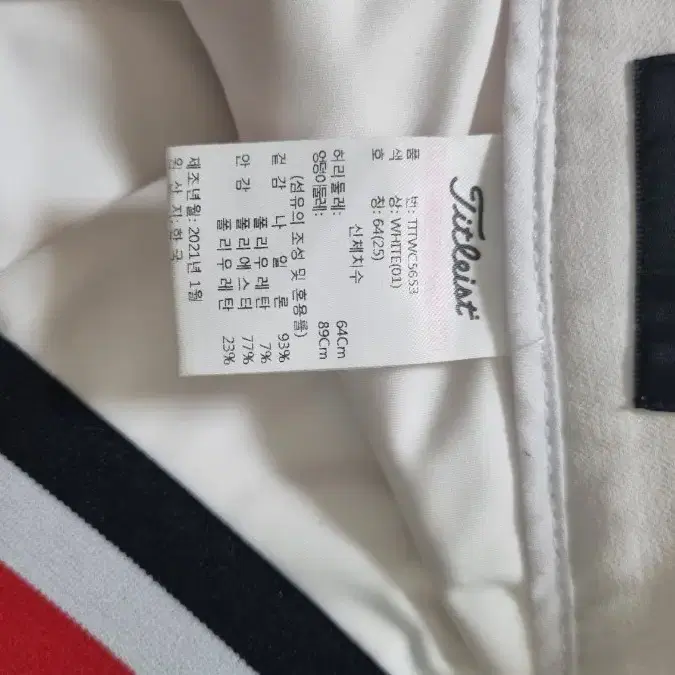 Titleist
품 번: TITWC5653
색 상: WHITE(01)
호 칭: 64(25)
신체치수
허리둘레: 64Cm
엉덩이둘레: 89Cm
(섬유의 조성 및 혼용율)
겉감 나 일 론 93%
폴리우레탄 7%
안감 폴리에스터 77%
폴리우레탄 23%
제조년월: 2021년 1월
원 산 지: 한 국